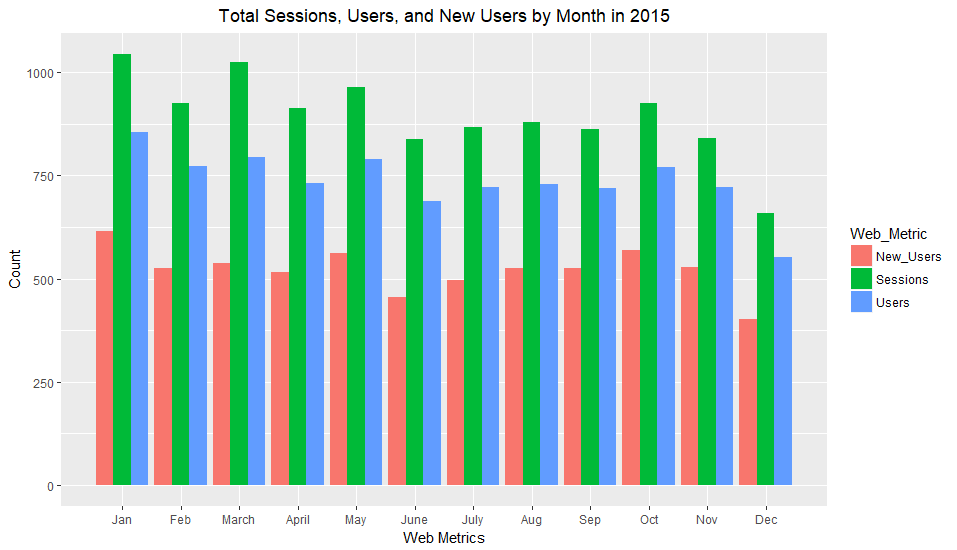 Total Sessions, Users, and New Users by Month in 2015
Count
1000
750
500
250
0
Jan Feb March April May June July Aug Sep Oct Nov Dec
Web Metrics
Web_Metric
New_Users
Sessions
Users